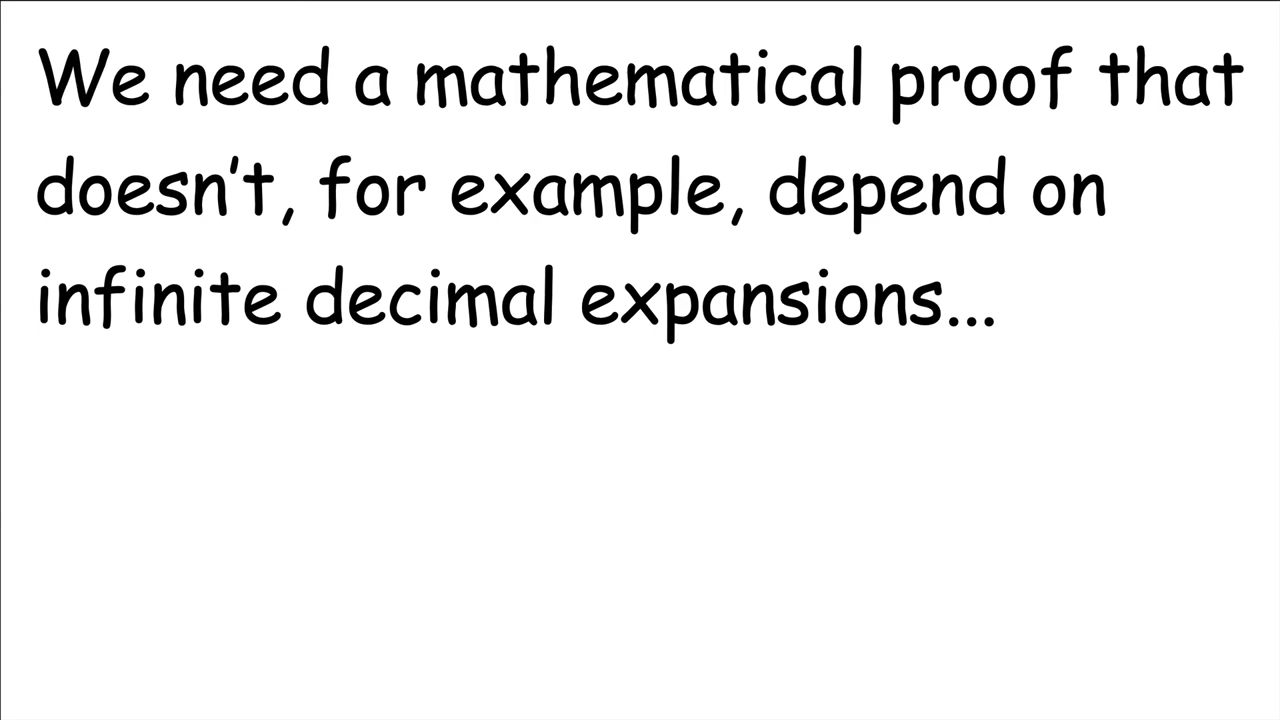 We need a mathematical proof that
doesn't, for example, depend on
infinite decimal expansions...